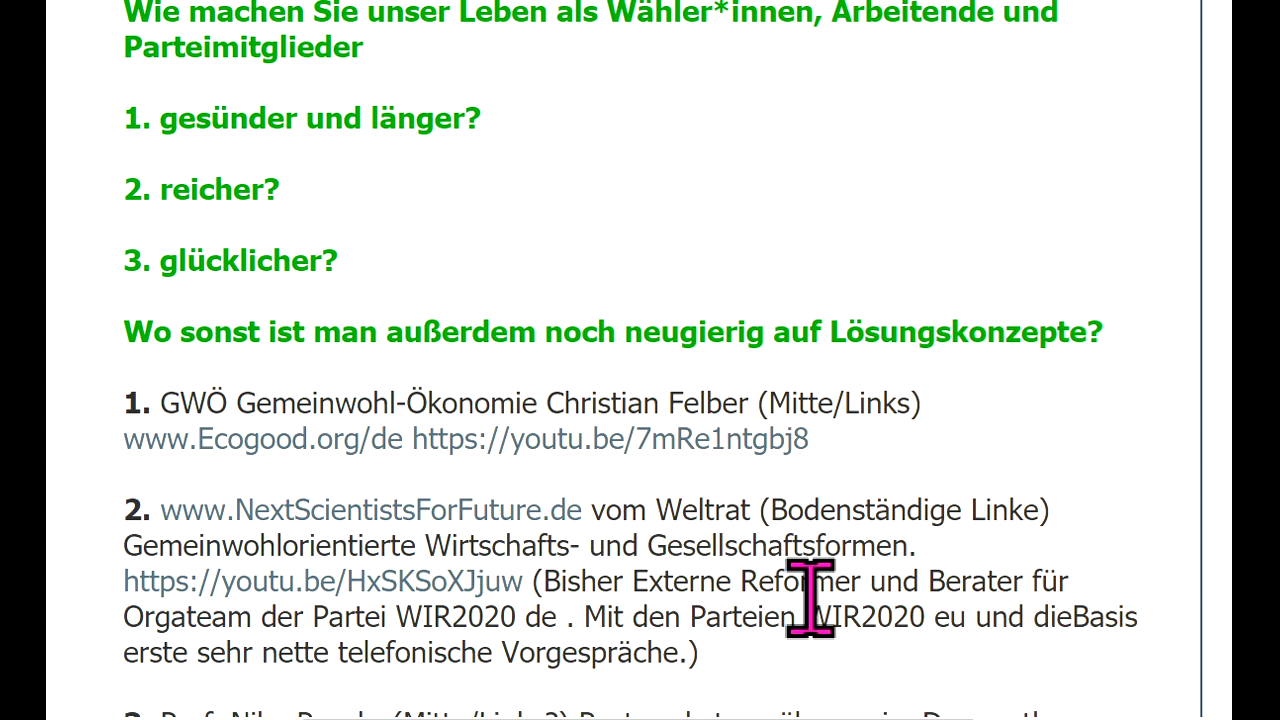 Wie machen Sie unser Leben als Wähler*innen, Arbeitende und
Parteimitglieder
1. gesünder und länger?
2. reicher?
3. glücklicher?
Wo sonst ist man außerdem noch neugierig auf Lösungskonzepte?
1. GWÖ Gemeinwohl-Ökonomie Christian Felber (Mitte/Links)
www.Ecogood.org/de https://youtu.be/7mRe1ntgbj8
2. www.NextScientistsForFuture.de vom Weltrat (Bodenständige Linke)
Gemeinwohlorientierte Wirtschafts- und Gesellschaftsformen.
https://youtu.be/HxSKSoXJjuw (Bisher Externe Reformer und Berater für
Orgateam der Partei WIR2020 de . Mit den Parteien WIR2020 eu und dieBasis
erste sehr nette telefonische Vorgespräche.)